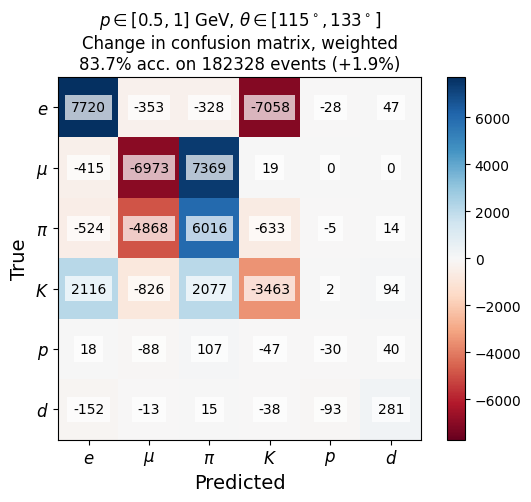 p ∈ [0.5, 1] GeV, θ ∈ [115°, 133°]
Change in confusion matrix, weighted
83.7% acc. on 182328 events (+1.9%)
e 7720 -353 -328 -7058 -28 47
μ -415 -6973 7369 19 0 0
π -524 -4868 6016 -633 -5 14
K 2116 -826 2077 -3463 2 94
p 18 -88 107 -47 -30 40
d -152 -13 15 -38 -93 281
e μ π K p d
Predicted
True
6000
4000
2000
0
−2000
−4000
−6000